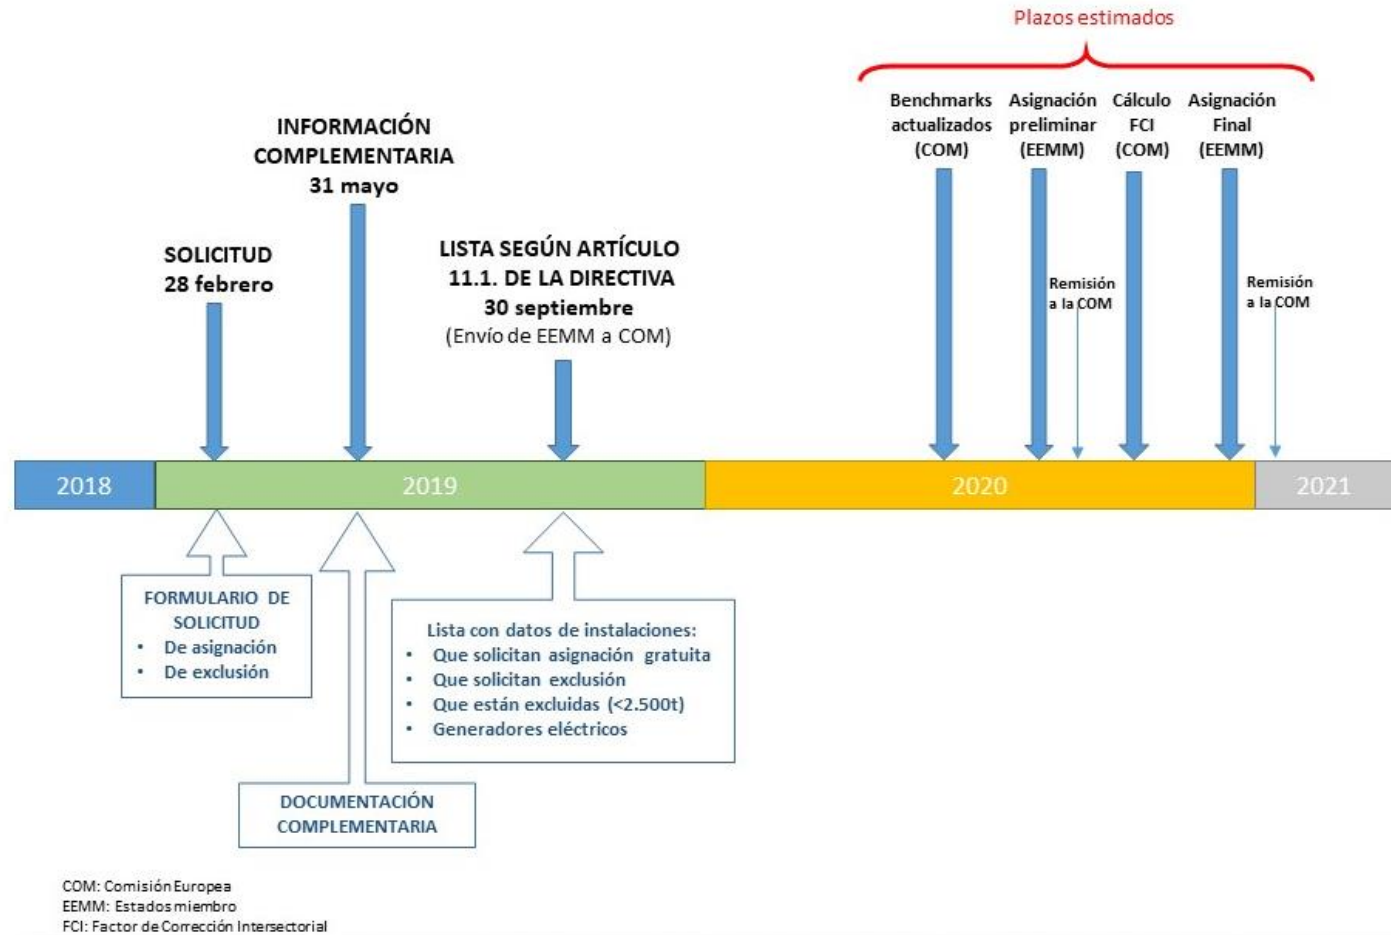 Plazos estimados
Benchmarks
actualizados
(COM)
Asignación
preliminar
(EEMM)
Cálculo
FCI
(COM)
Asignación
Final
(EEMM)
INFORMACIÓN
COMPLEMENTARIA
31 mayo
SOLICITUD
28 febrero
LISTA SEGÚN ARTÍCULO
11.1. DE LA DIRECTIVA
30 septiembre
(Envío de EEMM a COM)
Remisión
a la COM
Remisión
a la COM
2018
2019
2020
2021
FORMULARIO DE
SOLICITUD
• De asignación
• De exclusión
Lista con datos de instalaciones:
• Que solicitan asignación gratuita
• Que solicitan exclusión
• Que están excluidas (<2.500t)
• Generadores eléctricos
DOCUMENTACIÓN
COMPLEMENTARIA
COM: Comisión Europea
EEMM: Estados miembro
FCI: Factor de Corrección Intersectorial